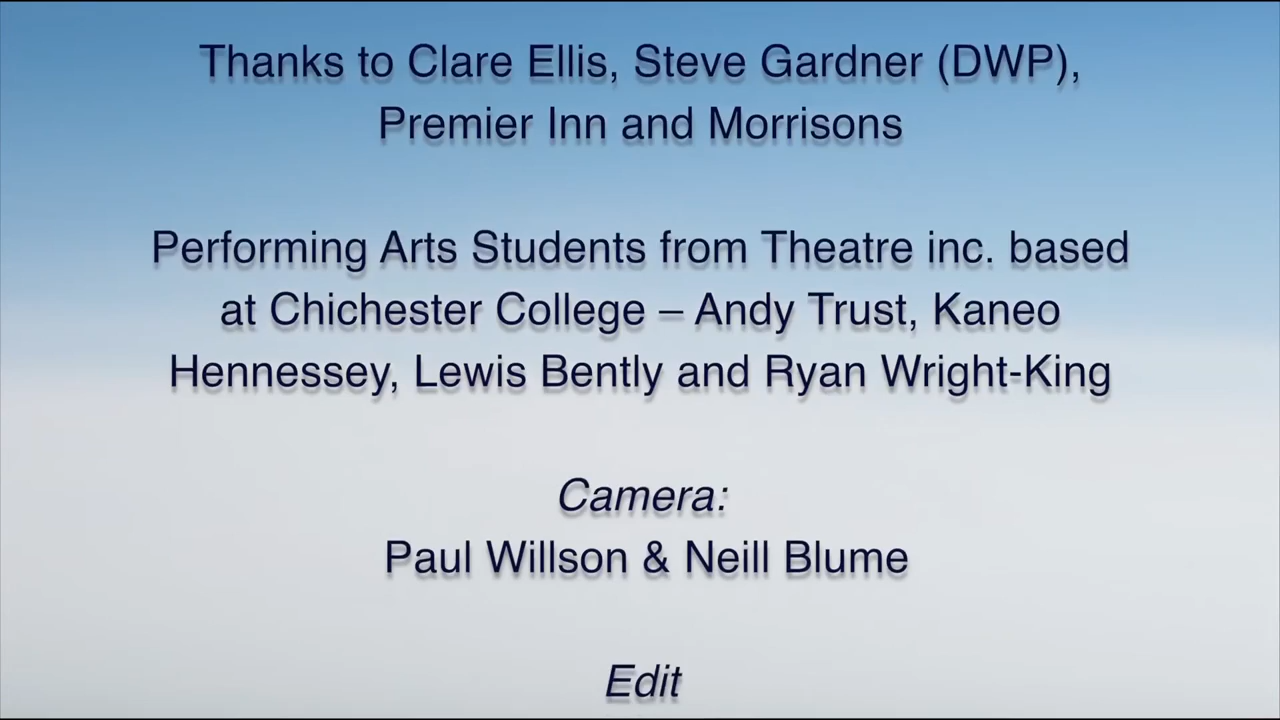 Thanks to Clare Ellis, Steve Gardner (DWP),
Premier Inn and Morrisons
Performing Arts Students from Theatre inc. based
at Chichester College – Andy Trust, Kaneo
Hennessey, Lewis Bently and Ryan Wright-King
Camera:
Paul Willson & Neill Blume
Edit